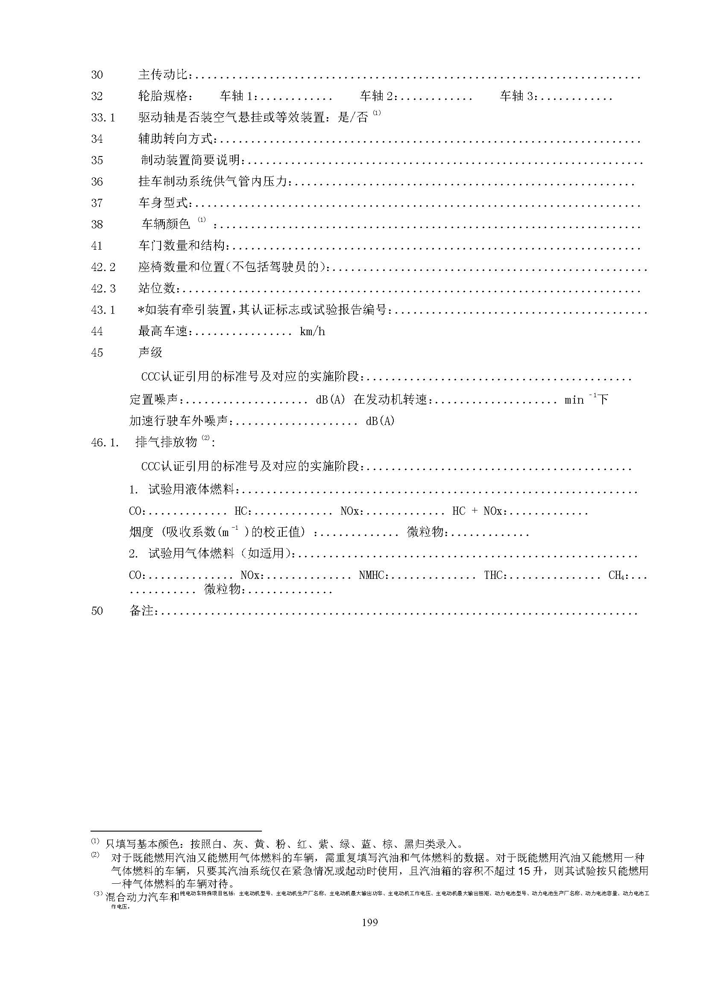 30 主传动比:........................................................................
32 轮胎规格: 车轴1:............ 车轴2:............ 车轴3:............
33.1 驱动轴是否装空气悬挂或等效装置: 是/否 (1)
34 辅助转向方式:....................................................................
35 制动装置简要说明:................................................................
36 挂车制动系统供气管内压力:.......................................................
37 车身型式:........................................................................
38 车辆颜色 (1) :....................................................................
41 车门数量和结构:..................................................................
42.2 座椅数量和位置(不包括驾驶员的):...................................................
42.3 站位数:..........................................................................
43.1 *如装有牵引装置,其认证标志或试验报告编号:.........................................
44 最高车速:................ km/h
45 声级
CCC认证引用的标准号及对应的实施阶段:...........................................
定置噪声:.................... dB(A) 在发动机转速:.................... min -1下
加速行驶车外噪声:.................... dB(A)
46.1. 排气排放物(2):
CCC认证引用的标准号及对应的实施阶段:...........................................
1. 试验用液体燃料:................................................................
CO:............. HC:............. NOx:............. HC + NOx:.............
烟度 (吸收系数(m-1 )的校正值) :............. 微粒物:.............
2. 试验用气体燃料（如适用）:.......................................................
CO:.............. NOx:.............. NMHC:.............. THC:............... CH4:...
........... 微粒物:..............
50 备注:.............................................................................
(1) 只填写基本颜色：按照白、灰、黄、粉、红、紫、绿、蓝、棕、黑归类录入。
(2) 对于既能燃用汽油又能燃用气体燃料的车辆，需重复填写汽油和气体燃料的数据。对于既能燃用汽油又能燃用一种
气体燃料的车辆，只要其汽油系统仅在紧急情况或起动时使用，且汽油箱的容积不超过 15 升，则其试验按只能燃用
一种气体燃料的车辆对待。
（3）混合动力汽车和纯电动车特殊项目包括：主电动机型号、主电动机生产厂名称、主电动机最大输出功率、主电动机工作电压、主电动机最大输出扭矩、动力电池型号、动力电池生产厂名称、动力电池容量、动力电池工
作电压。
199